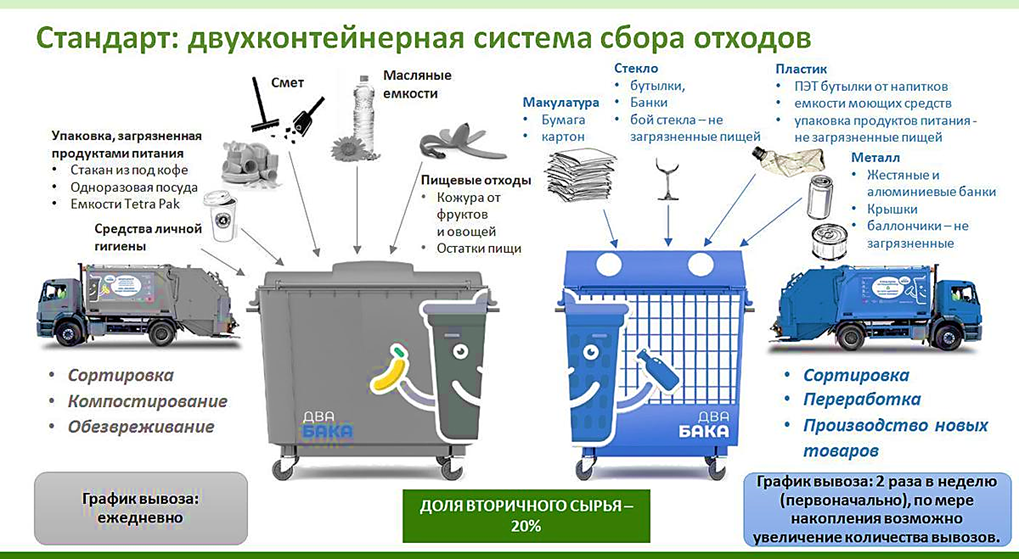 Стандарт: двухконтейнерная система сбора отходов
Смет
Масляные
емкости
Упаковка, загрязненная
продуктами питания
• Стакан из под кофе
• Одноразовая посуда
• Емкости Tetra Pak
Средства личной
гигиены
Пищевые отходы
• Кожура от
фруктов
и овощей
• Остатки пищи
Макулатура
• Бумага
• картон
Стекло
• бутылки,
• Банки
• бой стекла – не
загрязненные пищей
Пластик
• ПЭТ бутылки от напитков
• емкости моющих средств
• упаковка продуктов питания -
не загрязненные пищей
Металл
• Жестяные и
алюминиевые банки
• Крышки
• баллончики – не
загрязненные
• Сортировка
• Компостирование
• Обезвреживание
ДВА
БАКА
ДВА
БАКА
• Сортировка
• Переработка
• Производство новых
товаров
График вывоза:
ежедневно
ДОЛЯ ВТОРИЧНОГО СЫРЬЯ –
20%
График вывоза: 2 раза в неделю
(первоначально), по мере
накопления возможно
увеличение количества вывозов.